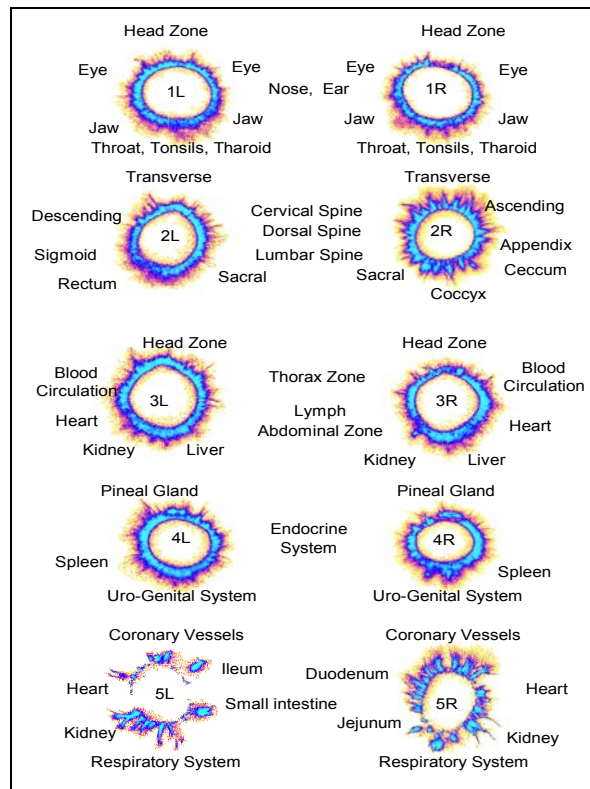 Head Zone Head Zone
Eye Eye Eye Eye
1L Nose, Ear 1R
Jaw Jaw Jaw Jaw
Throat, Tonsils, Tharoid Throat, Tonsils, Tharoid
Transverse Transverse
Descending Cervical Spine Ascending
2L Dorsal Spine 2R
Sigmoid Lumbar Spine Appendix
Rectum Sacral Sacral Ceccum
Coccyx
Head Zone Head Zone
Blood Circulation Thorax Zone Blood Circulation
3L 3R
Heart Lymph Heart
Abdominal Zone
Kidney Liver Kidney Liver
Pineal Gland Pineal Gland
4L Endocrine System 4R
Spleen Spleen
Uro-Genital System Uro-Genital System
Coronary Vessels Coronary Vessels
Heart Ileum Duodenum Heart
5L Small intestine 5R
Kidney Jejunum Kidney
Respiratory System Respiratory System